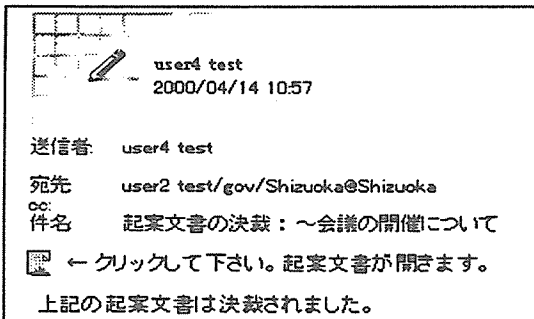 user4 test
2000/04/14 10:57
送信者: user4 test
宛先 user2 test/gov/Shizuoka@Shizuoka
cc:
件名 起案文書の決裁：～会議の開催について
←クリックして下さい。起案文書が開きます。
上記の起案文書は決裁されました。